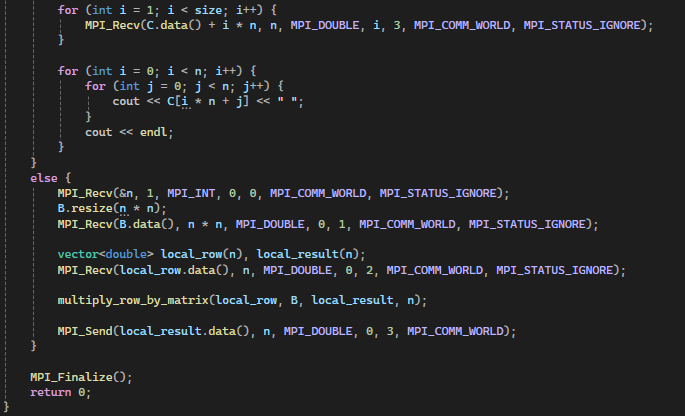 for (int i = 1; i < size; i++) {
MPI_Recv(C.data() + i * n, n, MPI_DOUBLE, i, 3, MPI_COMM_WORLD, MPI_STATUS_IGNORE);
}
for (int i = 0; i < n; i++) {
for (int j = 0; j < n; j++) {
cout << C[i * n + j] << " ";
}
cout << endl;
}
}
else {
MPI_Recv(&n, 1, MPI_INT, 0, 0, MPI_COMM_WORLD, MPI_STATUS_IGNORE);
B.resize(n * n);
MPI_Recv(B.data(), n * n, MPI_DOUBLE, 0, 1, MPI_COMM_WORLD, MPI_STATUS_IGNORE);
vector<double> local_row(n), local_result(n);
MPI_Recv(local_row.data(), n, MPI_DOUBLE, 0, 2, MPI_COMM_WORLD, MPI_STATUS_IGNORE);
multiply_row_by_matrix(local_row, B, local_result, n);
MPI_Send(local_result.data(), n, MPI_DOUBLE, 0, 3, MPI_COMM_WORLD);
}
MPI_Finalize();
return 0;
}